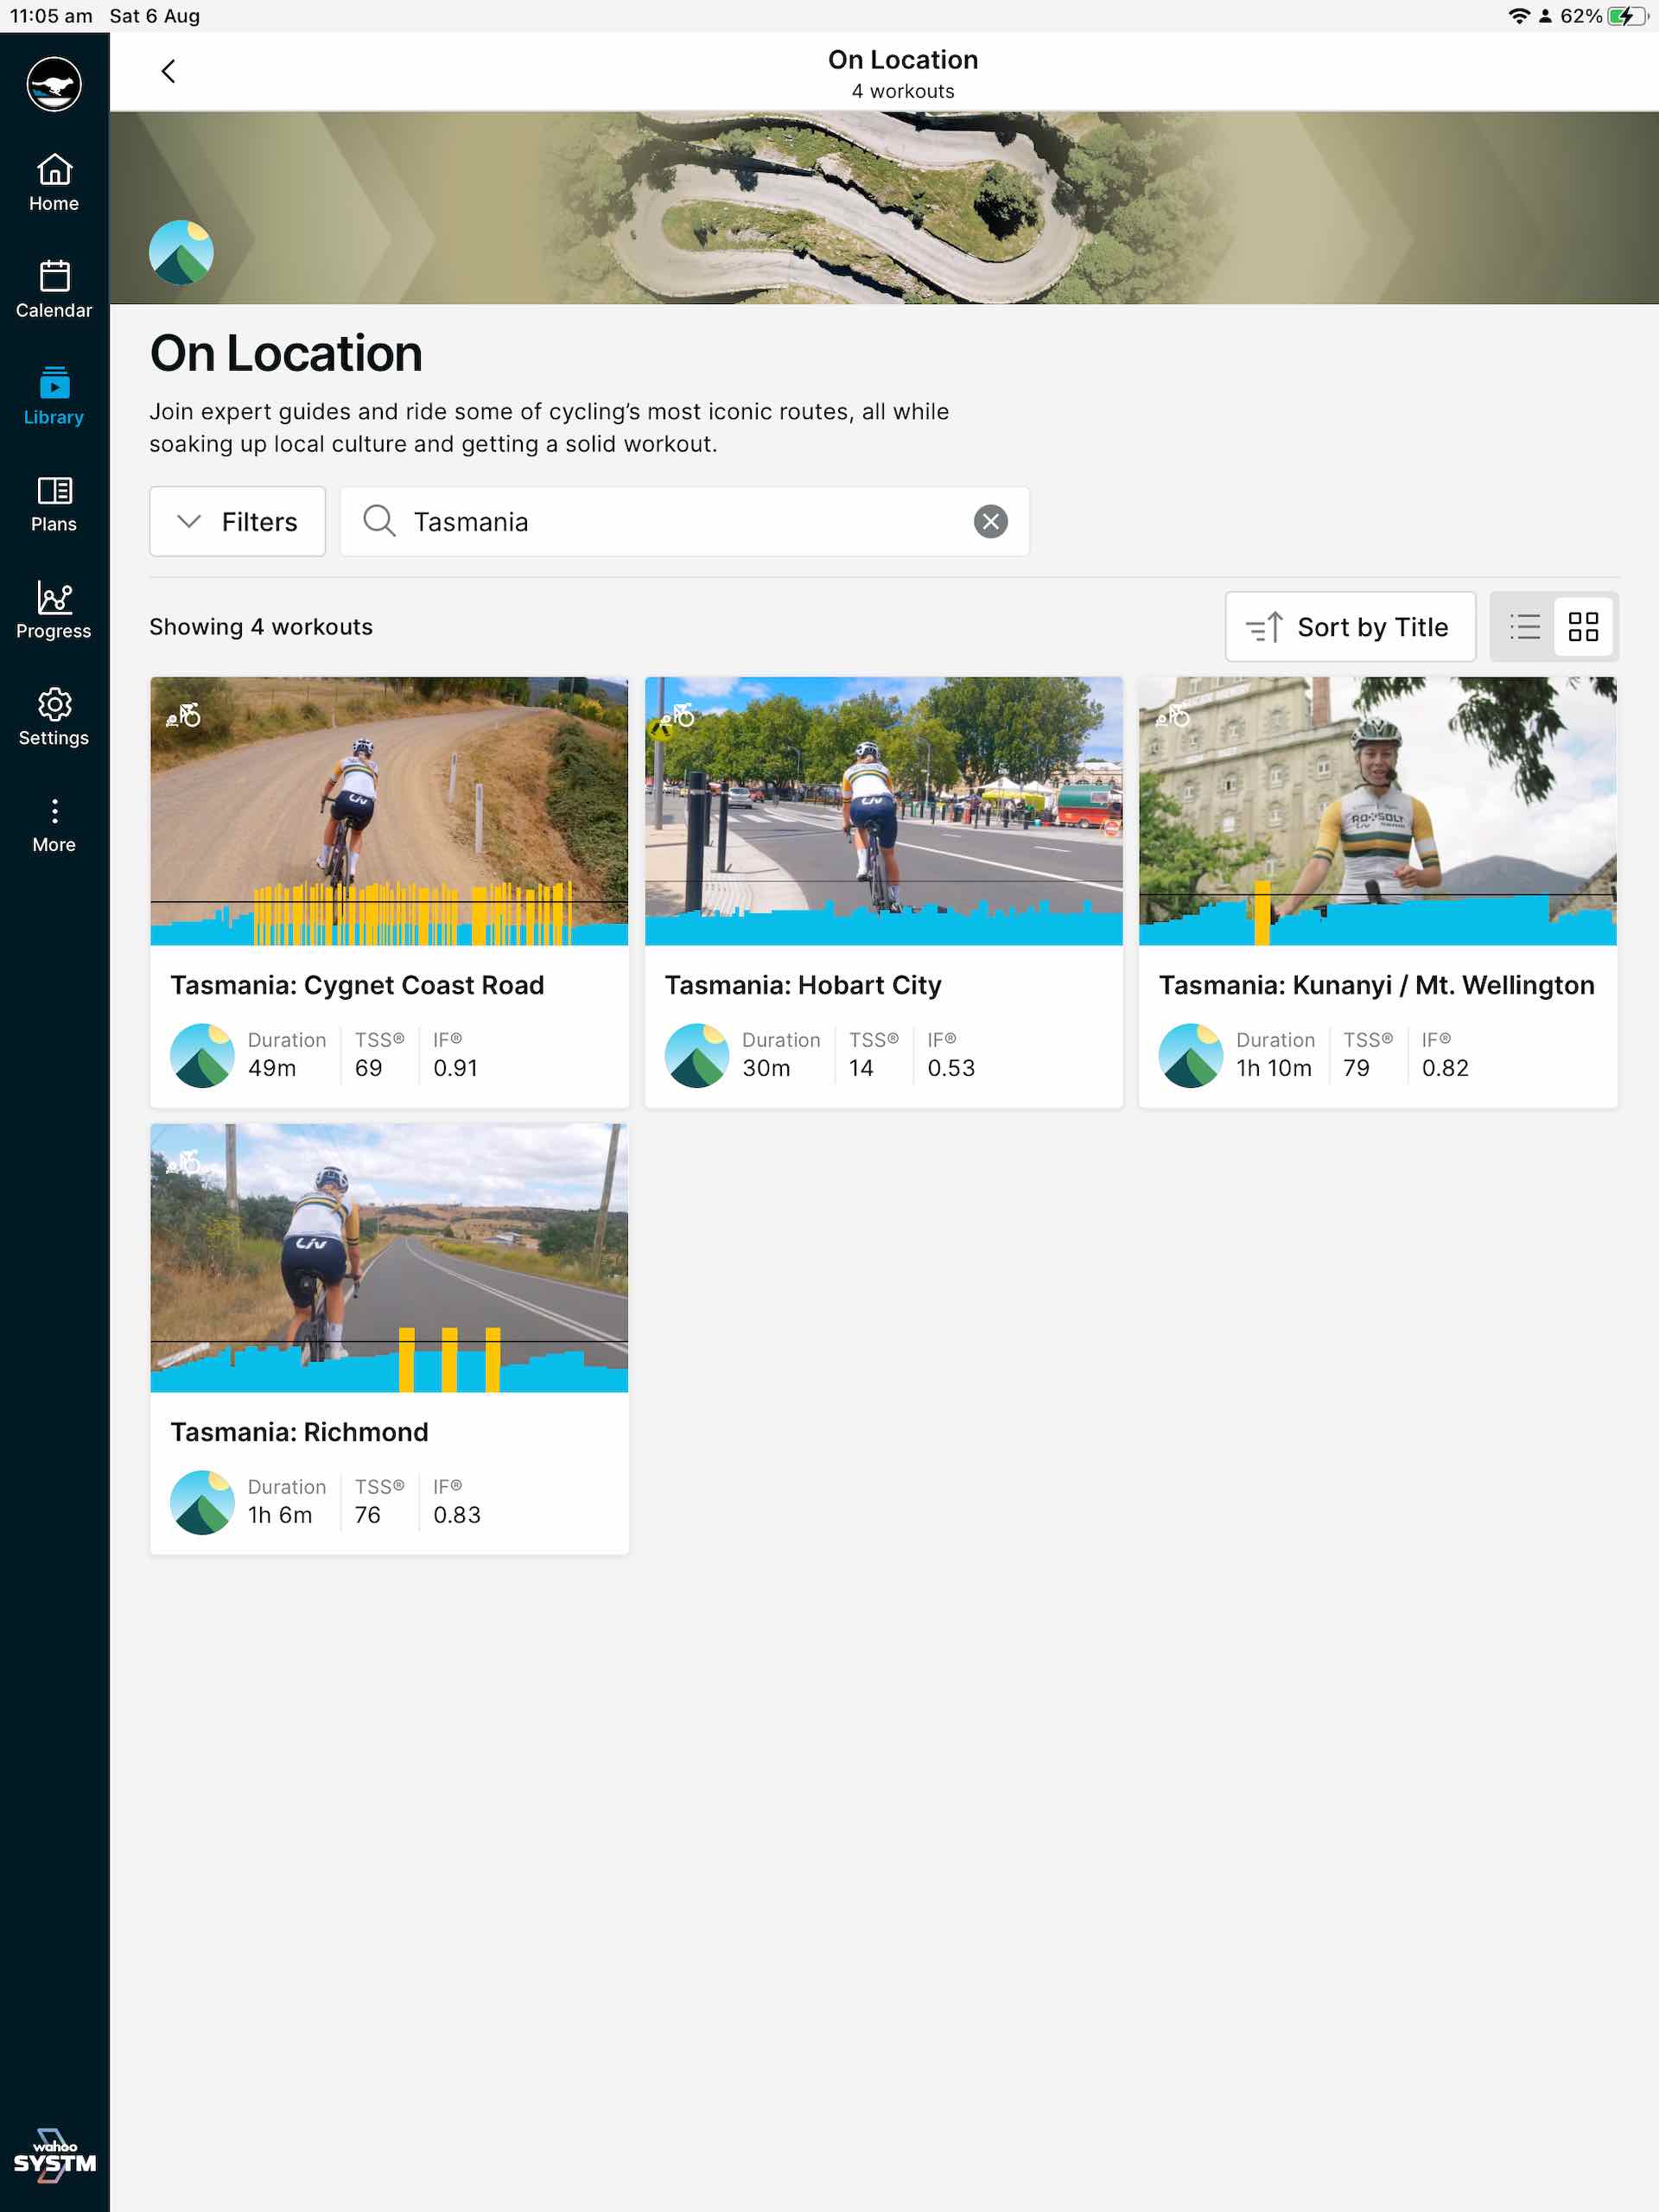 11:05 am Sat 6 Aug
62%
On Location
4 workouts
Home
Calendar
Library
Plans
Progress
Settings
More
On Location
Join expert guides and ride some of cycling’s most iconic routes, all while
soaking up local culture and getting a solid workout.
Filters
Tasmania
Showing 4 workouts
Sort by Title
Liv
Liv
Tasmania: Cygnet Coast Road
Duration TSS® IF®
49m 69 0.91
Tasmania: Hobart City
Duration TSS® IF®
30m 14 0.53
Tasmania: Kunanyi / Mt. Wellington
Duration TSS® IF®
1h 10m 79 0.82
Liv
Tasmania: Richmond
Duration TSS® IF®
1h 6m 76 0.83
wahoo
SYSTM